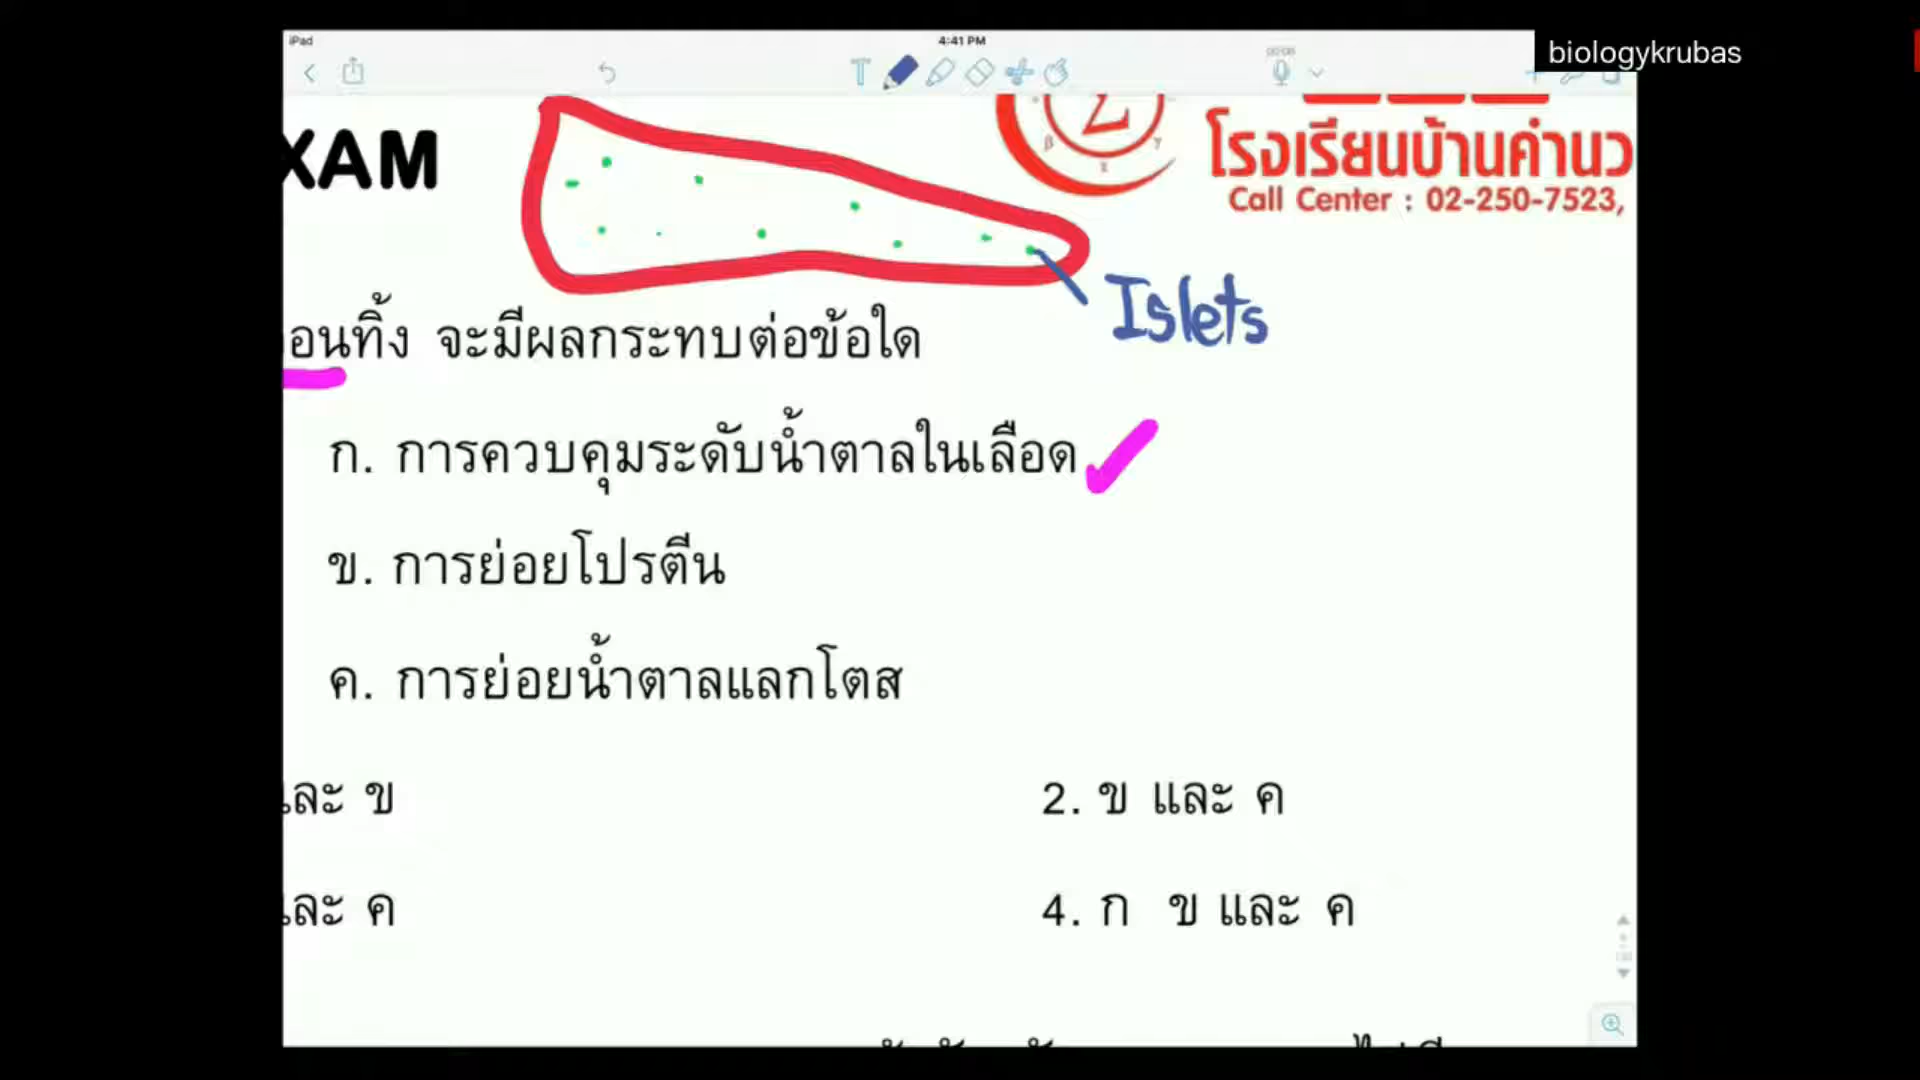 iPad
4:41 PM
biologykrubas
XAM
โรงเรียนบ้านคำนว
Call Center : 02-250-7523,
Islets
อนทิ้ง จะมีผลกระทบต่อข้อใด
ก. การควบคุมระดับน้ำตาลในเลือด
ข. การย่อยโปรตีน
ค. การย่อยน้ำตาลแลกโตส
และ ข
2. ข และ ค
และ ค
4. ก ข และ ค